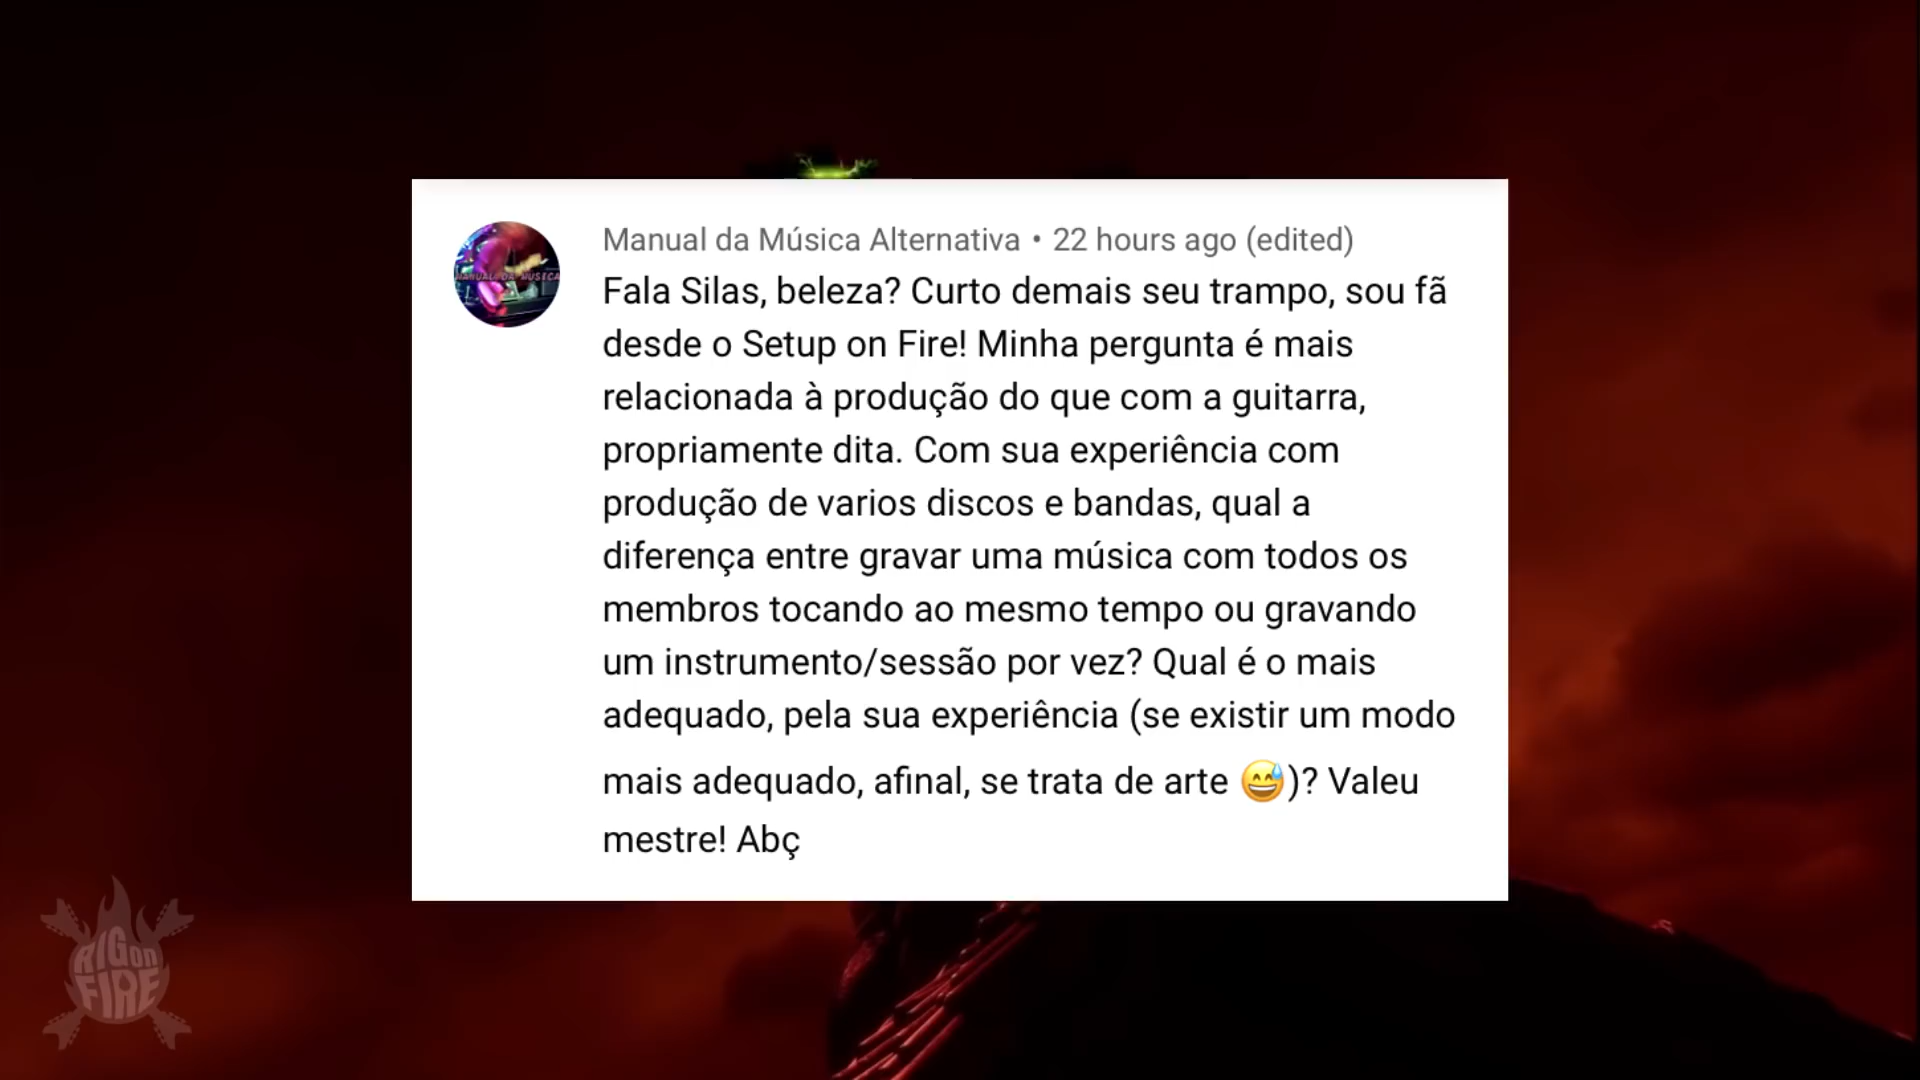 Manual da Música Alternativa • 22 hours ago (edited)
MANUAL DA MUSICA
Fala Silas, beleza? Curto demais seu trampo, sou fã
desde o Setup on Fire! Minha pergunta é mais
relacionada à produção do que com a guitarra,
propriamente dita. Com sua experiência com
produção de varios discos e bandas, qual a
diferença entre gravar uma música com todos os
membros tocando ao mesmo tempo ou gravando
um instrumento/sessão por vez? Qual é o mais
adequado, pela sua experiência (se existir um modo
mais adequado, afinal, se trata de arte 😅)? Valeu
mestre! Abç
RIG on
FIRE